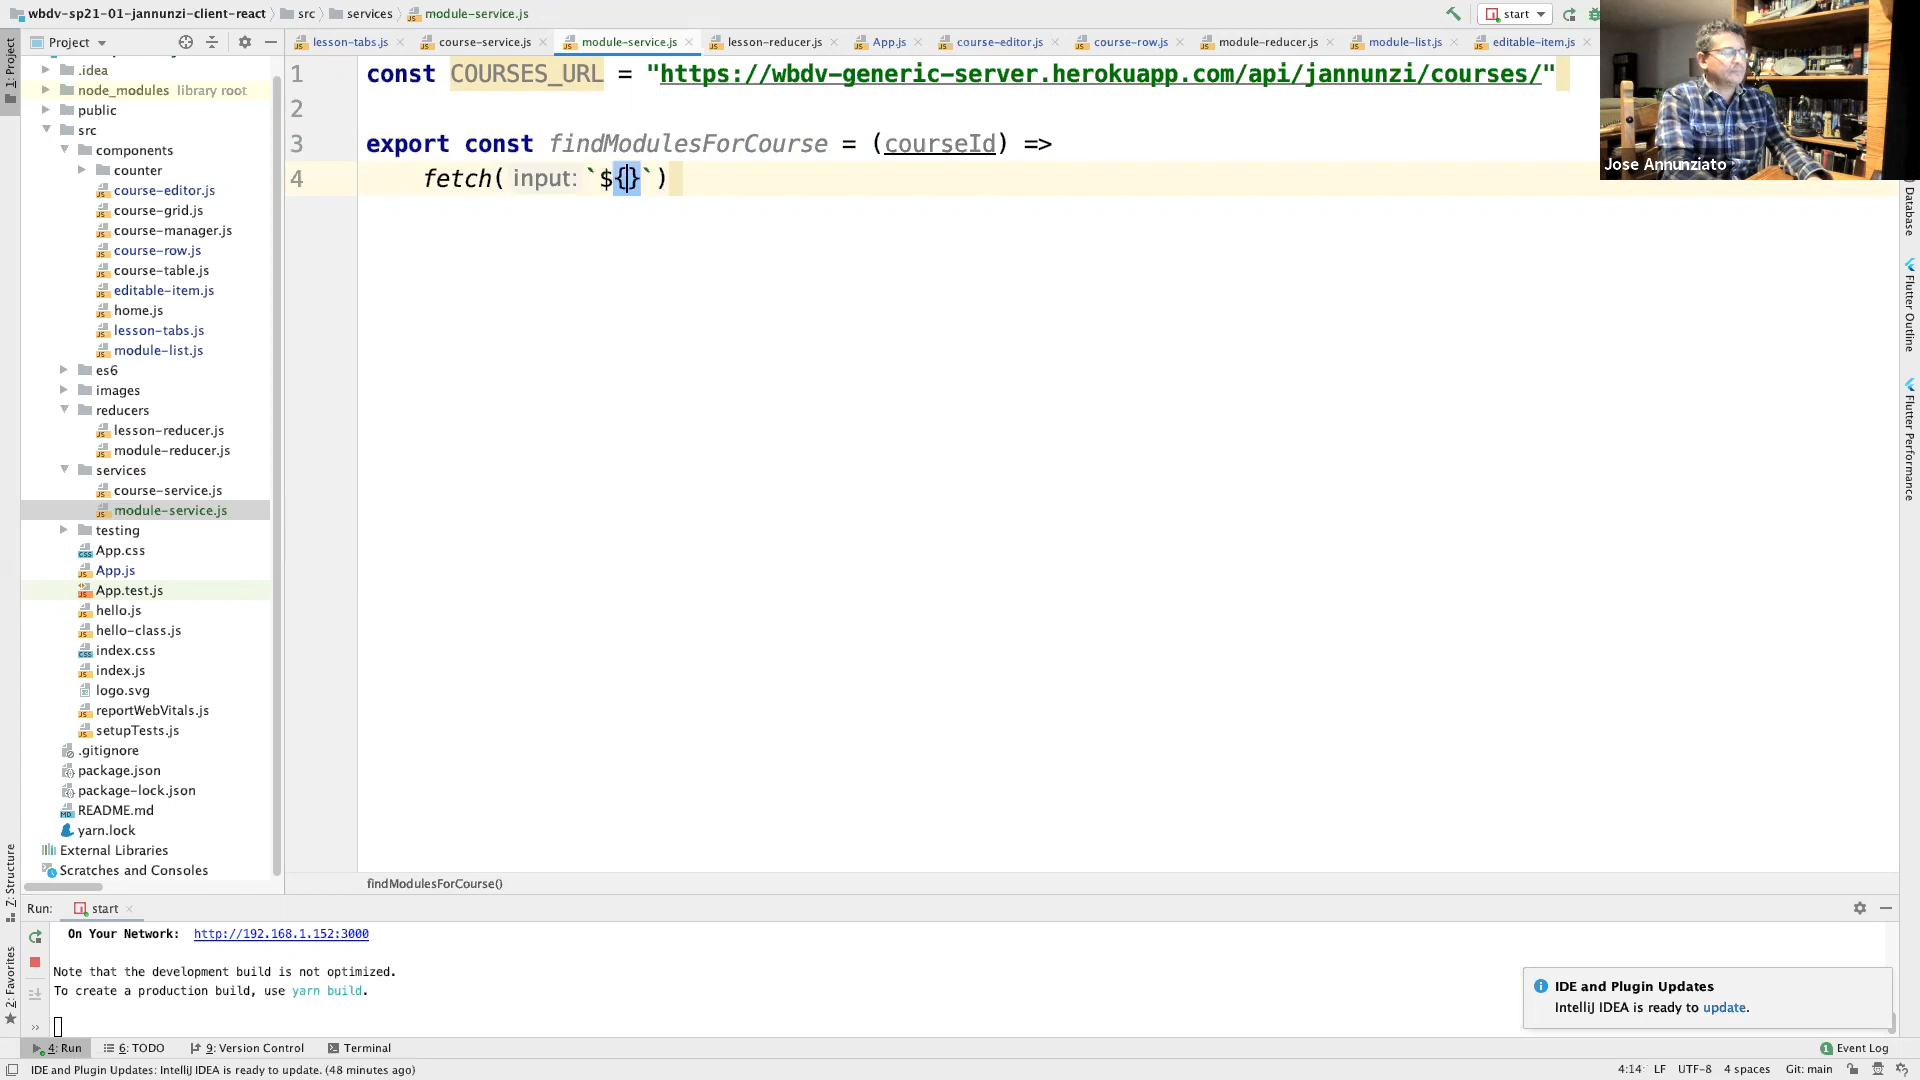 wbdv-sp21-01-jannunzi-client-react src services module-service.js
start
Project
lesson-tabs.js course-service.js module-service.js lesson-reducer.js App.js course-editor.js course-row.js module-reducer.js module-list.js editable-item.js
1: Project
.idea
node_modules library root
public
src
components
counter
course-editor.js
course-grid.js
course-manager.js
course-row.js
course-table.js
editable-item.js
home.js
lesson-tabs.js
module-list.js
es6
images
reducers
lesson-reducer.js
module-reducer.js
services
course-service.js
module-service.js
testing
App.css
App.js
App.test.js
hello.js
hello-class.js
index.css
index.js
logo.svg
reportWebVitals.js
setupTests.js
.gitignore
package.json
package-lock.json
README.md
yarn.lock
External Libraries
Scratches and Consoles
1 const COURSES_URL = "https://wbdv-generic-server.herokuapp.com/api/jannunzi/courses/"
2
3 export const findModulesForCourse = (courseId) =>
4 fetch( input: `${}`)
Jose Annunziato
Database
Flutter Outline
Flutter Performance
findModulesForCourse()
7: Structure
2: Favorites
Run: start
On Your Network: http://192.168.1.152:3000
Note that the development build is not optimized.
To create a production build, use yarn build.
IDE and Plugin Updates
IntelliJ IDEA is ready to update.
4: Run 6: TODO 9: Version Control Terminal
1 Event Log
IDE and Plugin Updates: IntelliJ IDEA is ready to update. (48 minutes ago)
4:14 LF UTF-8 4 spaces Git: main